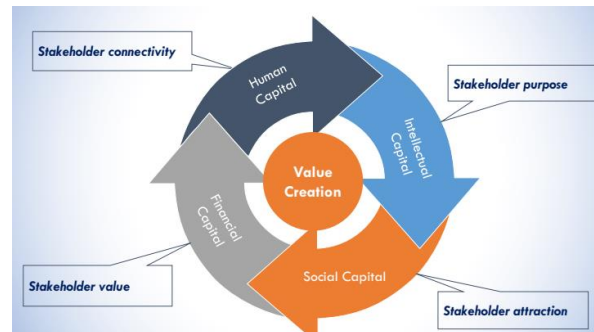 Stakeholder connectivity
Human
Capital
Stakeholder purpose
Intellectual
Capital
Value
Creation
Financial
Capital
Social Capital
Stakeholder value
Stakeholder attraction